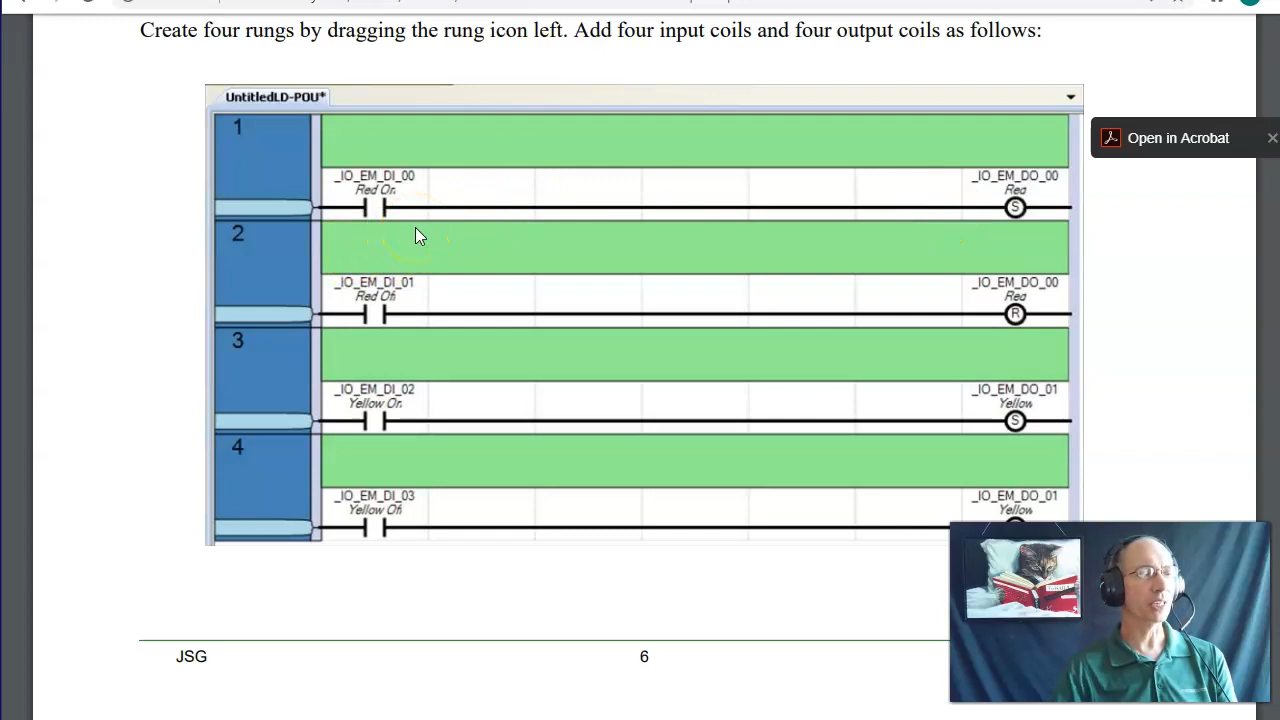 Create four rungs by dragging the rung icon left. Add four input coils and four output coils as follows:
UntitledLD-POU*
Open in Acrobat
1
_IO_EM_DI_00
Red On
_IO_EM_DO_00
Red
S
2
_IO_EM_DI_01
Red Off
_IO_EM_DO_00
Red
R
3
_IO_EM_DI_02
Yellow On
_IO_EM_DO_01
Yellow
S
4
_IO_EM_DI_03
Yellow Off
_IO_EM_DO_01
Yellow
JSG
6